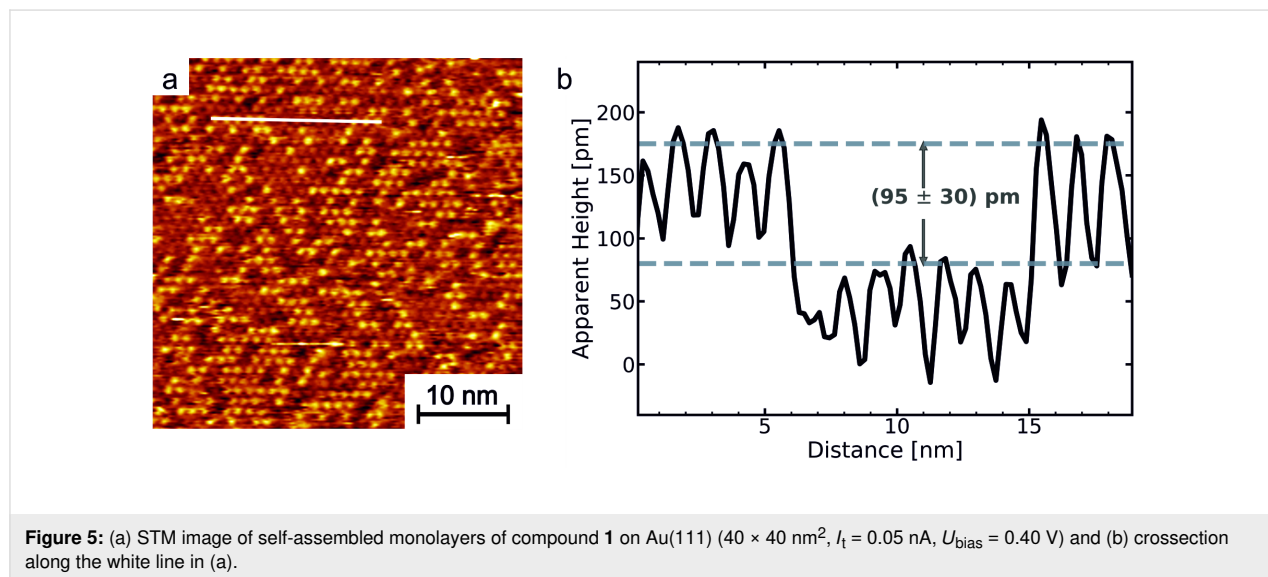 a
10 nm
b
Apparent Height [pm]
200
150
100
50
0
(95 ± 30) pm
5 10 15
Distance [nm]
Figure 5: (a) STM image of self-assembled monolayers of compound 1 on Au(111) (40 × 40 nm², Iₜ = 0.05 nA, U_bias = 0.40 V) and (b) crossection
along the white line in (a).